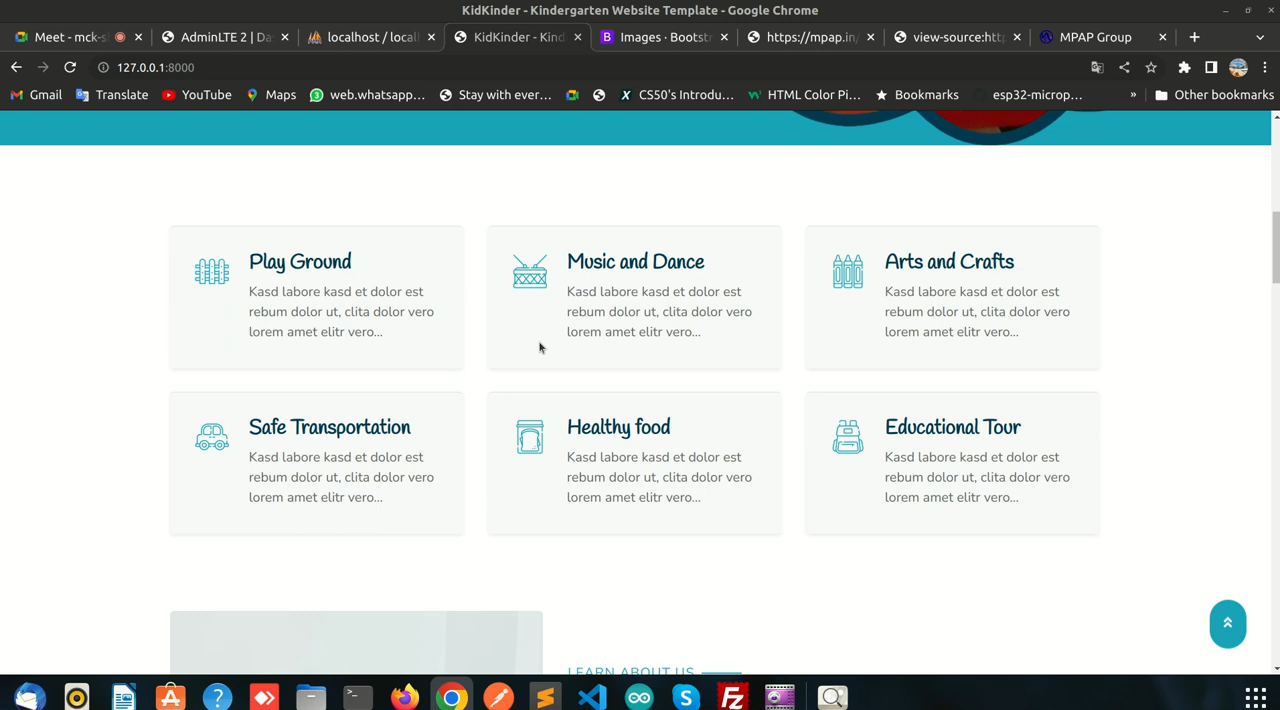 KidKinder - Kindergarten Website Template - Google Chrome
Meet - mck-s
AdminLTE 2 | Da
localhost / locall
KidKinder - Kind
B Images · Bootstr
https://mpap.in/
view-source:http
MPAP Group
127.0.0.1:8000
Gmail
Translate
YouTube
Maps
web.whatsapp...
Stay with ever...
X CS50's Introdu...
HTML Color Pi...
Bookmarks
esp32-microp...
»
Other bookmarks
Play Ground
Kasd labore kasd et dolor est
rebum dolor ut, clita dolor vero
lorem amet elitr vero...
Music and Dance
Kasd labore kasd et dolor est
rebum dolor ut, clita dolor vero
lorem amet elitr vero...
Arts and Crafts
Kasd labore kasd et dolor est
rebum dolor ut, clita dolor vero
lorem amet elitr vero...
Safe Transportation
Kasd labore kasd et dolor est
rebum dolor ut, clita dolor vero
lorem amet elitr vero...
Healthy food
Kasd labore kasd et dolor est
rebum dolor ut, clita dolor vero
lorem amet elitr vero...
Educational Tour
Kasd labore kasd et dolor est
rebum dolor ut, clita dolor vero
lorem amet elitr vero...
LEARN ABOUT US